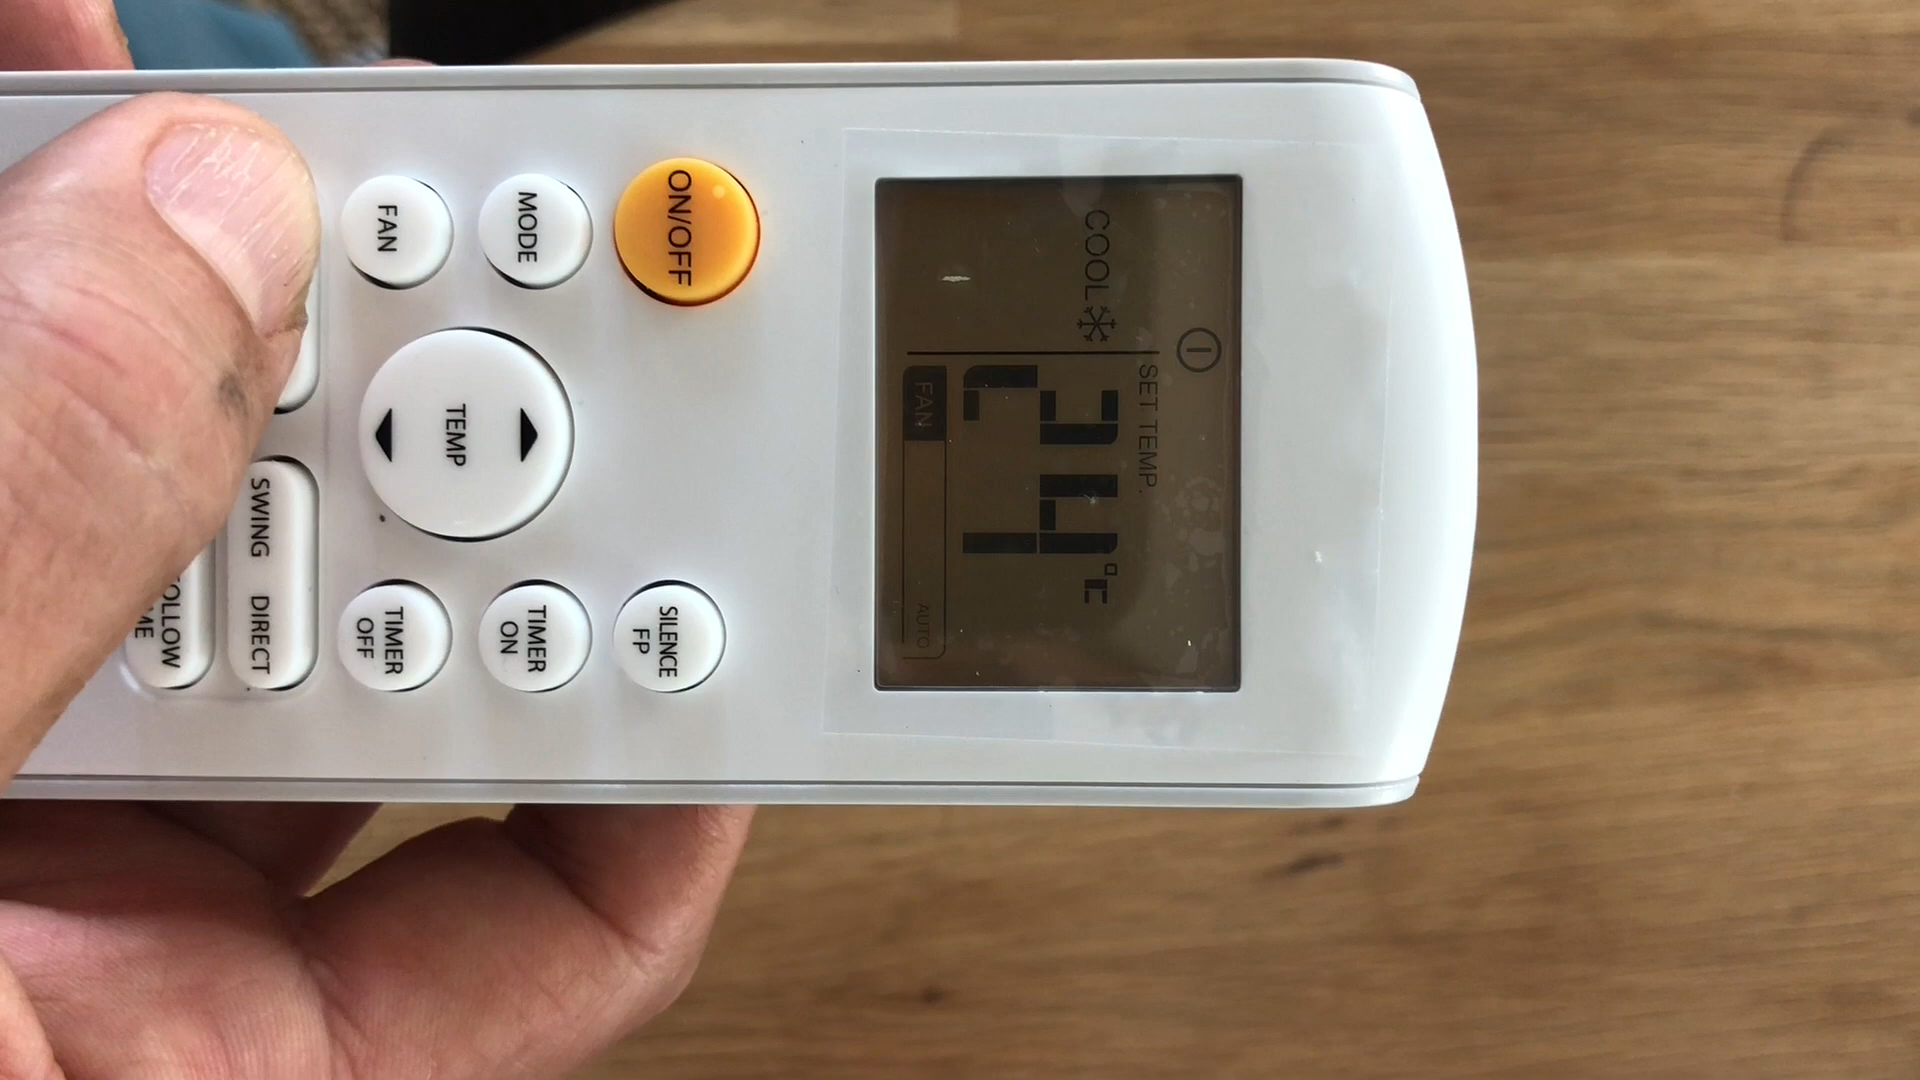 COOL
SET TEMP.
24°C
FAN
AUTO
ON/OFF
SILENCE
FP
MODE
TEMP
TIMER
ON
FAN
TIMER
OFF
SWING
DIRECT